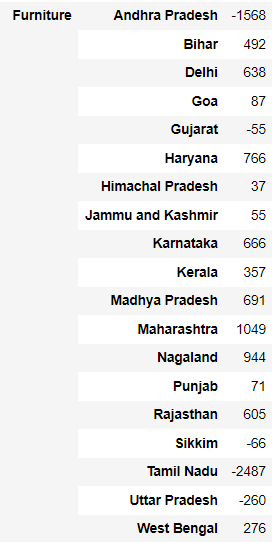 Furniture Andhra Pradesh -1568
Bihar 492
Delhi 638
Goa 87
Gujarat -55
Haryana 766
Himachal Pradesh 37
Jammu and Kashmir 55
Karnataka 666
Kerala 357
Madhya Pradesh 691
Maharashtra 1049
Nagaland 944
Punjab 71
Rajasthan 605
Sikkim -66
Tamil Nadu -2487
Uttar Pradesh -260
West Bengal 276